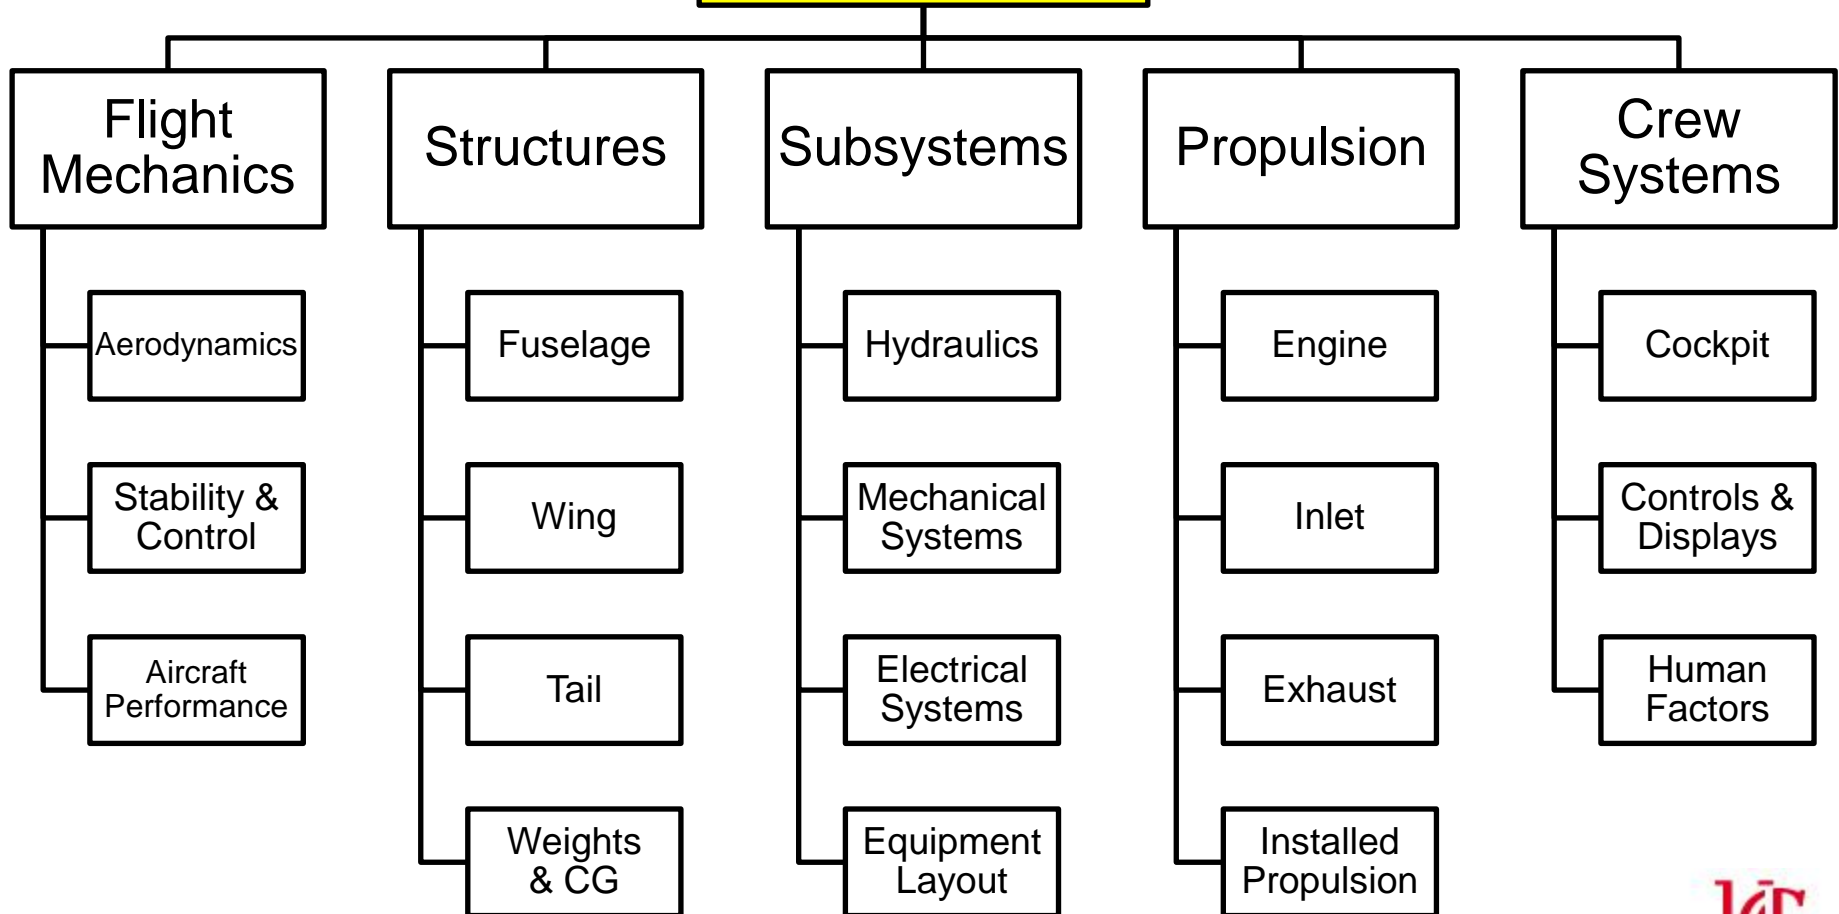 Flight
Mechanics
Structures
Subsystems
Propulsion
Crew
Systems
Aerodynamics
Fuselage
Hydraulics
Engine
Cockpit
Stability &
Control
Wing
Mechanical
Systems
Inlet
Controls &
Displays
Aircraft
Performance
Tail
Electrical
Systems
Exhaust
Human
Factors
Weights
& CG
Equipment
Layout
Installed
Propulsion